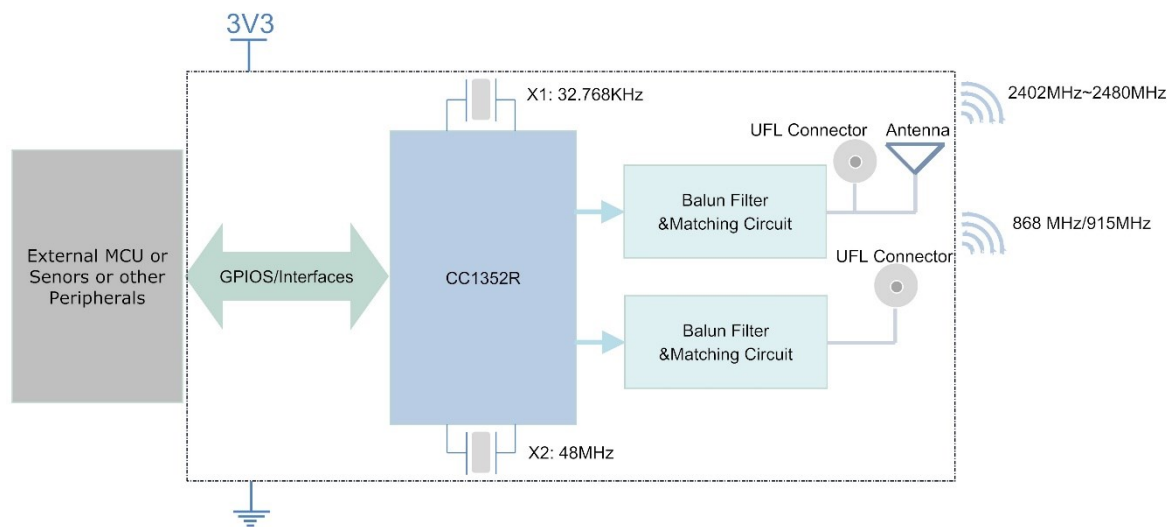 3V3
X1: 32.768KHz
2402MHz~2480MHz
UFL Connector
Antenna
Balun Filter
&Matching Circuit
868 MHz/915MHz
External MCU or
Senors or other
Peripherals
GPIOS/Interfaces
CC1352R
UFL Connector
Balun Filter
&Matching Circuit
X2: 48MHz